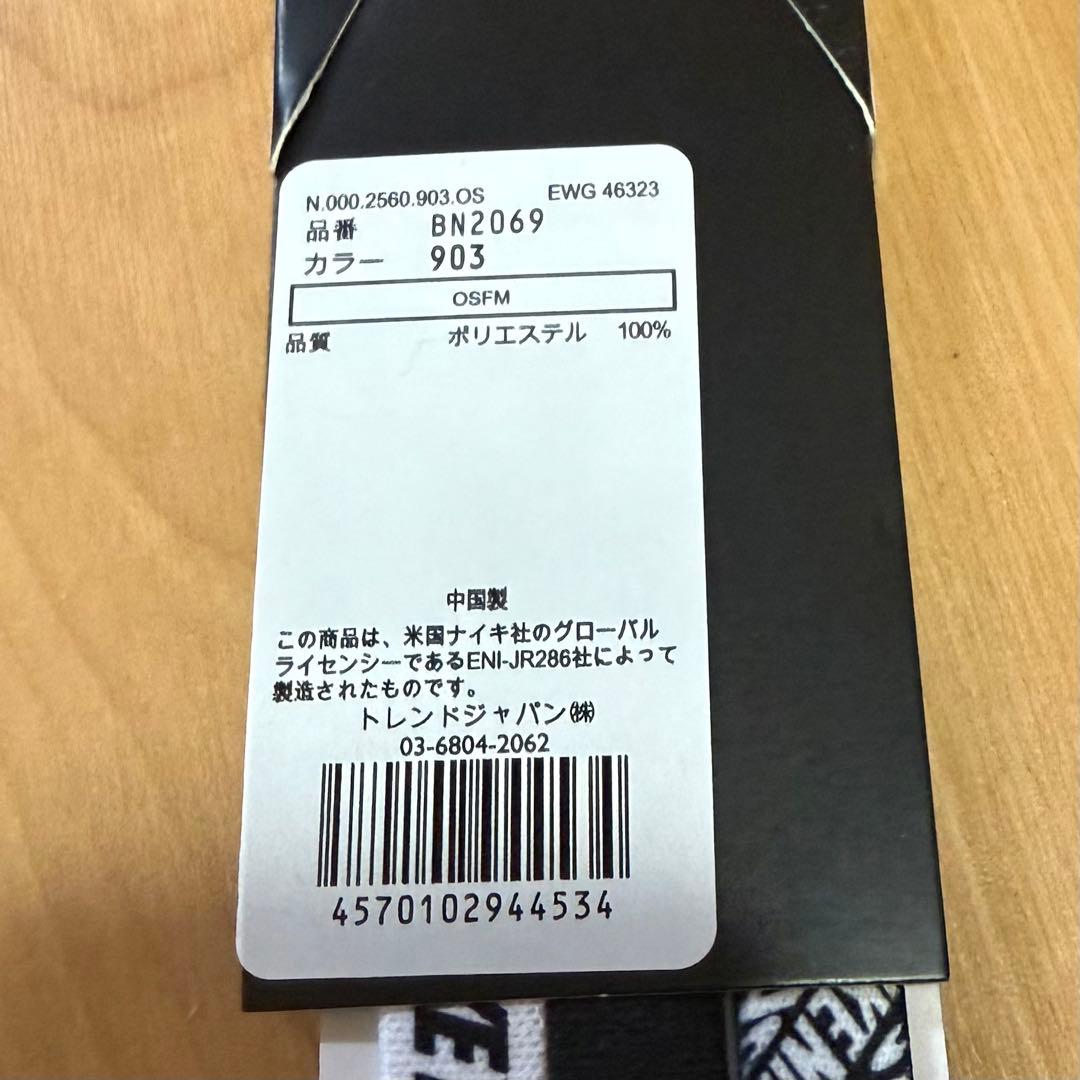 N.000.2560.903.OS EWG 46323
品番 BN2069
カラー 903
OSFM
品質 ポリエステル 100%
中国製
この商品は、米国ナイキ社のグローバル
ライセンシーであるENI-JR286社によって
製造されたものです。
トレンドジャパン㈱
03-6804-2062
4570102944534